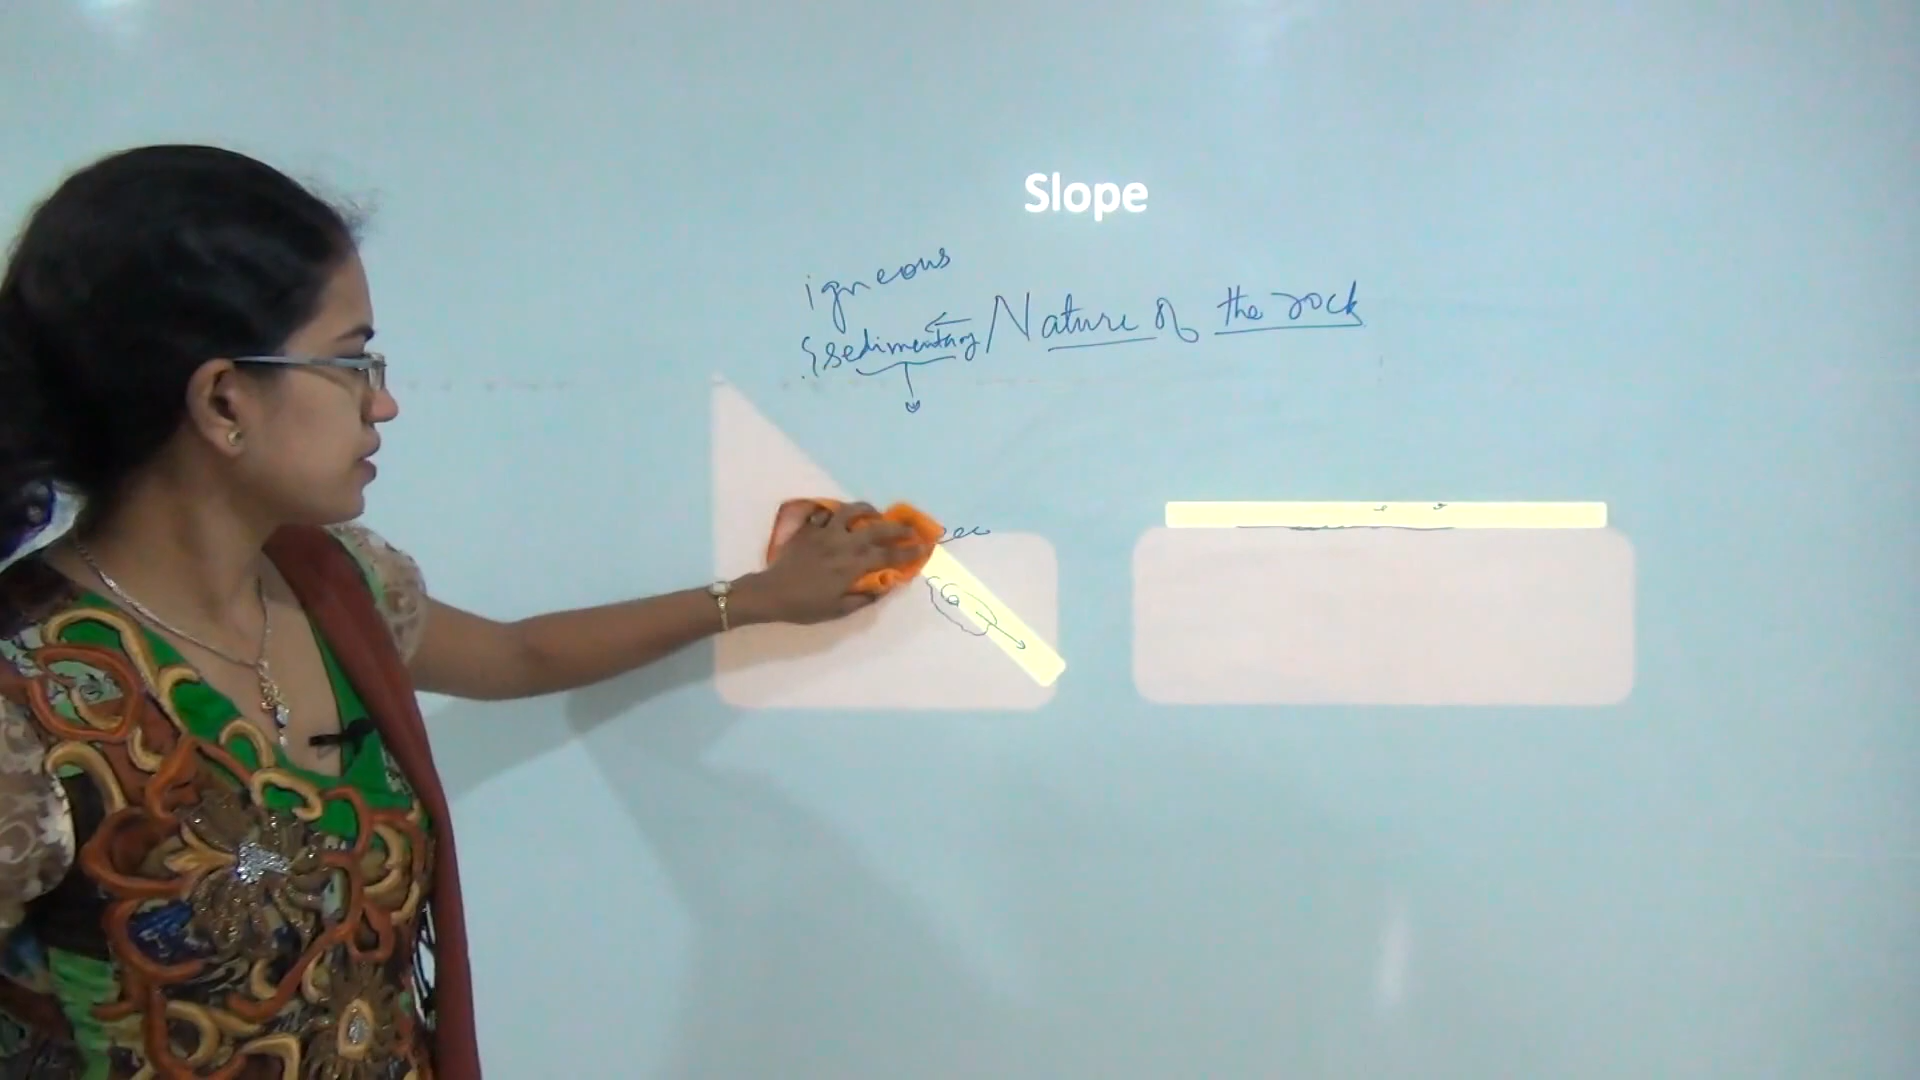 Slope
igneous
sedimentary Nature of the rock